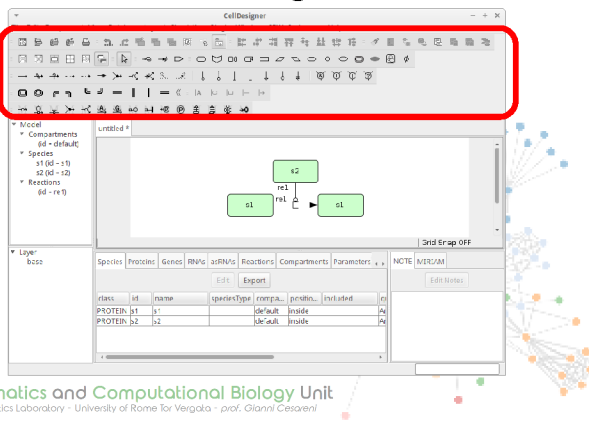 CellDesigner
Model
Compartments
(id = default)
Species
s1 (id = s1)
s2 (id = s2)
Reactions
(id = re1)
untitled *
s2
re1
s1
re1
s1
Grid Snap OFF
Layer
base
Species Proteins Genes RNAs asRNAs Reactions Compartments Parameters
NOTE MIRIAM
Edit Export
Edit Notes
class id name speciesType compa... positio... included
PROTEIN s1 s1 default inside
PROTEIN s2 s2 default inside
matics and Computational Biology Unit
tics Laboratory - University of Rome Tor Vergata - prof. Gianni Cesareni